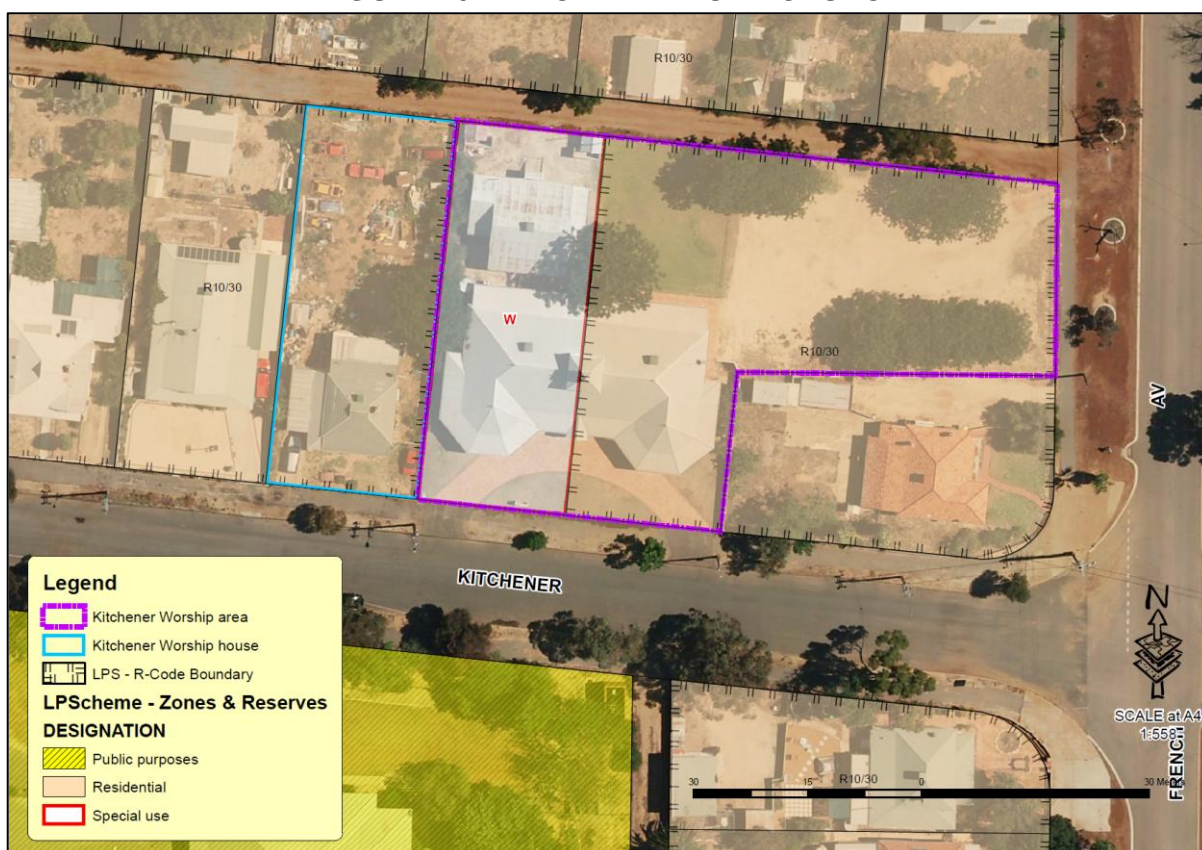 R10/30
R10/30
W
R10/30
AV
KITCHENER
Legend
Kitchener Worship area
Kitchener Worship house
LPS - R-Code Boundary
LPScheme - Zones & Reserves
DESIGNATION
Public purposes
Residential
Special use
N
SCALE at A4
1:558
FRENCH
R10/30
30 15 0 30 Meters